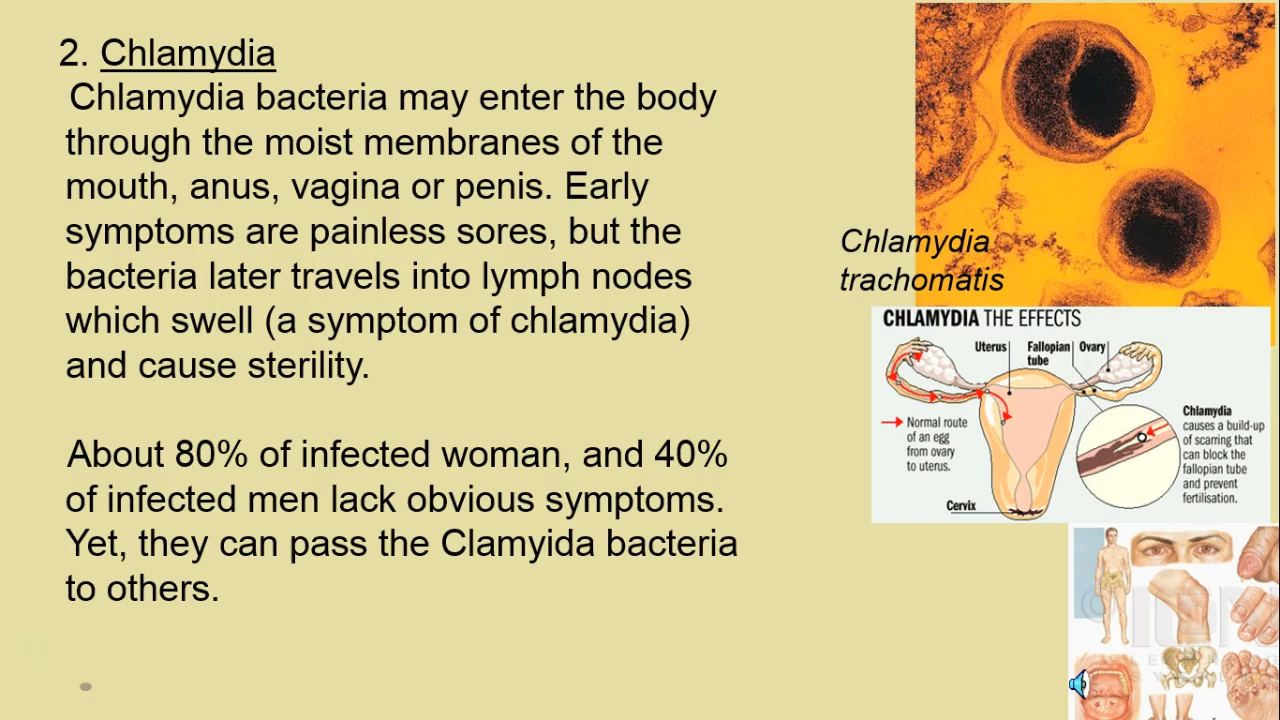 2. Chlamydia
Chlamydia bacteria may enter the body
through the moist membranes of the
mouth, anus, vagina or penis. Early
symptoms are painless sores, but the
bacteria later travels into lymph nodes
which swell (a symptom of chlamydia)
and cause sterility.
About 80% of infected woman, and 40%
of infected men lack obvious symptoms.
Yet, they can pass the Clamyida bacteria
to others.
Chlamydia
trachomatis
CHLAMYDIA THE EFFECTS
Uterus
Fallopian
tube
Ovary
Normal route
of an egg
from ovary
to uterus.
Cervix
Chlamydia
causes a build-up
of scarring that
can block the
fallopian tube
and prevent
fertilisation.